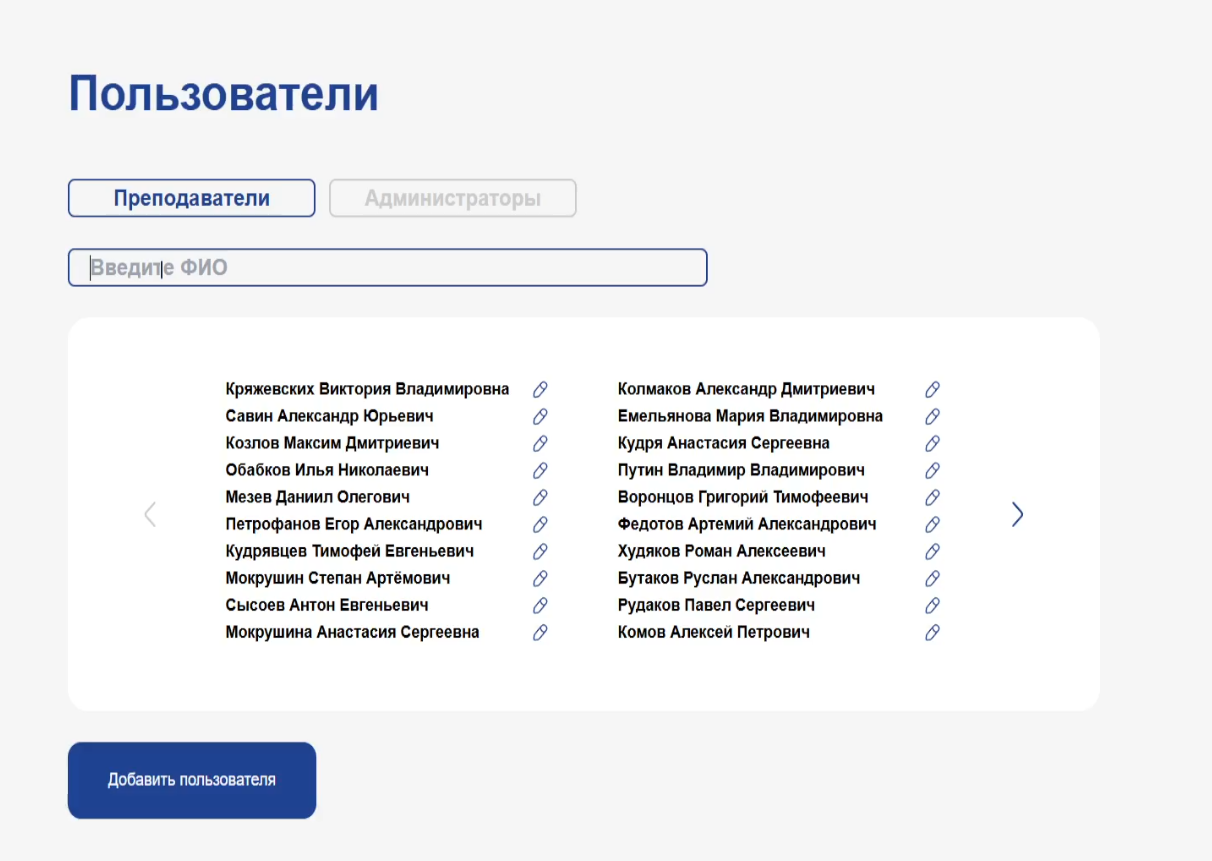 Пользователи
Преподаватели
Администраторы
Введите ФИО
Кряжевских Виктория Владимировна
Савин Александр Юрьевич
Козлов Максим Дмитриевич
Обабков Илья Николаевич
Мезев Даниил Олегович
Петрофанов Егор Александрович
Кудрявцев Тимофей Евгеньевич
Мокрушин Степан Артёмович
Сысоев Антон Евгеньевич
Мокрушина Анастасия Сергеевна
Колмаков Александр Дмитриевич
Емельянова Мария Владимировна
Кудря Анастасия Сергеевна
Путин Владимир Владимирович
Воронцов Григорий Тимофеевич
Федотов Артемий Александрович
Худяков Роман Алексеевич
Бутаков Руслан Александрович
Рудаков Павел Сергеевич
Комов Алексей Петрович
Добавить пользователя